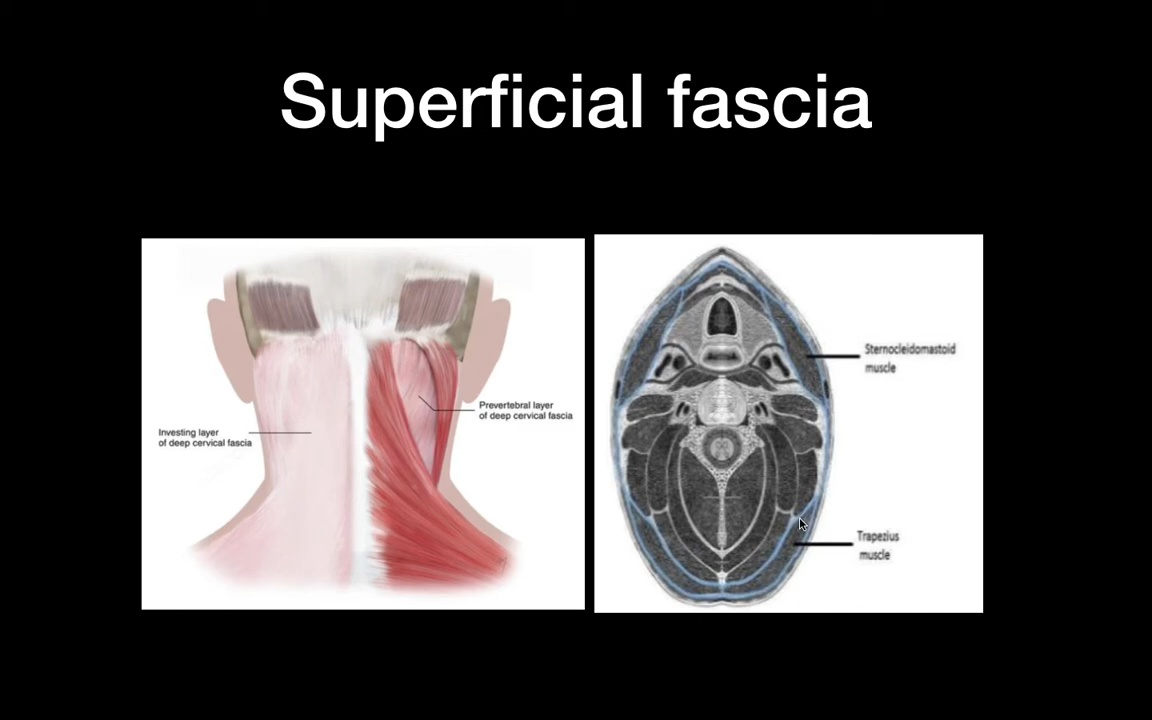 Superficial fascia
Investing layer
of deep cervical fascia
Prevertebral layer
of deep cervical fascia
Sternocleidomastoid
muscle
Trapezius
muscle